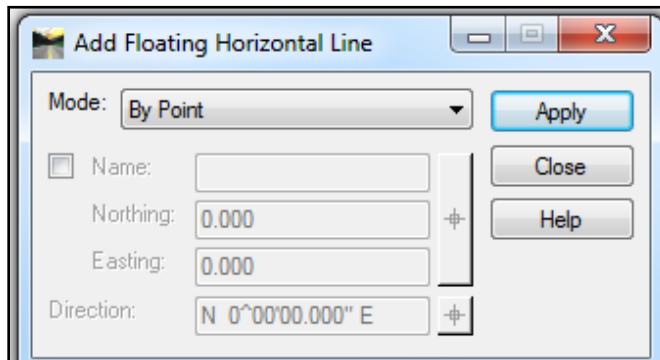 Add Floating Horizontal Line
Mode: By Point Apply
Name: Close
Northing: 0.000 Help
Easting: 0.000
Direction: N 0^00'00.000" E